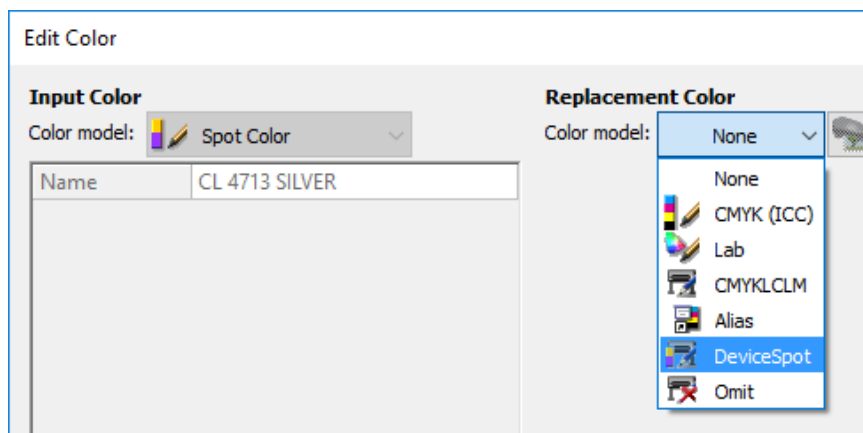 Edit Color
Input Color
Replacement Color
Color model: Spot Color
Color model: None
Name CL 4713 SILVER
None
CMYK (ICC)
Lab
CMYKLCLM
Alias
DeviceSpot
Omit